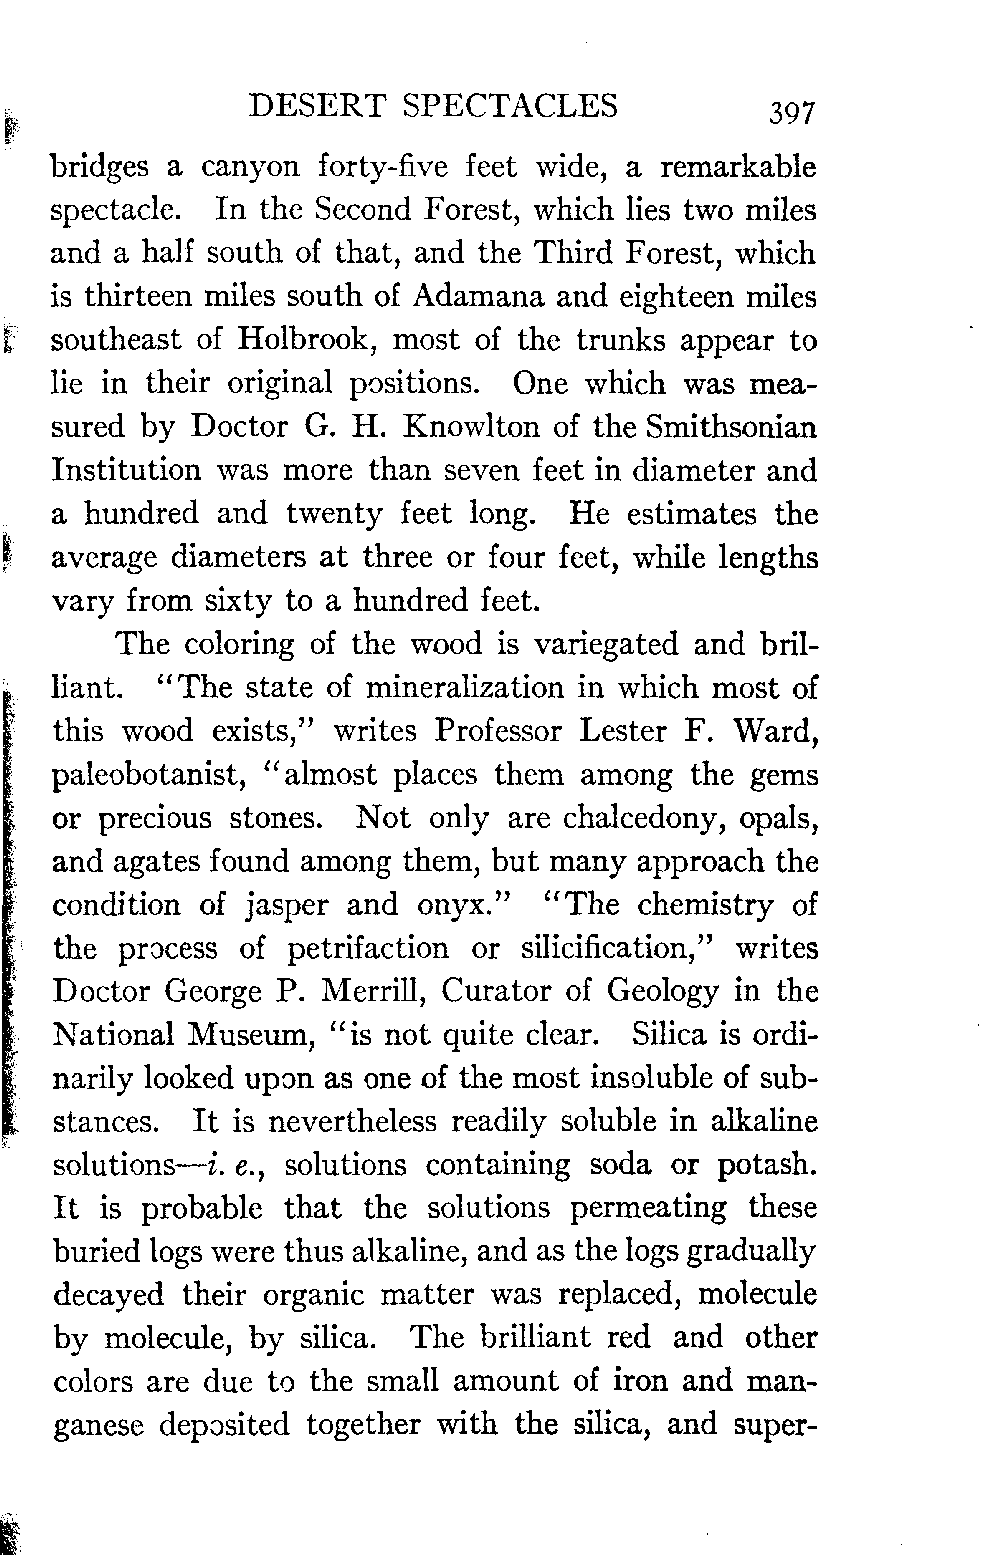 DESERT SPECTACLES 397
bridges a canyon forty-five feet wide, a remarkable
spectacle. In the Second Forest, which lies two miles
and a half south of that, and the Third Forest, which
is thirteen miles south of Adamana and eighteen miles
southeast of Holbrook, most of the trunks appear to
lie in their original positions. One which was mea-
sured by Doctor G. H. Knowlton of the Smithsonian
Institution was more than seven feet in diameter and
a hundred and twenty feet long. He estimates the
average diameters at three or four feet, while lengths
vary from sixty to a hundred feet.
The coloring of the wood is variegated and bril-
liant. "The state of mineralization in which most of
this wood exists," writes Professor Lester F. Ward,
paleobotanist, "almost places them among the gems
or precious stones. Not only are chalcedony, opals,
and agates found among them, but many approach the
condition of jasper and onyx." "The chemistry of
the process of petrifaction or silicification," writes
Doctor George P. Merrill, Curator of Geology in the
National Museum, "is not quite clear. Silica is ordi-
narily looked upon as one of the most insoluble of sub-
stances. It is nevertheless readily soluble in alkaline
solutions—i. e., solutions containing soda or potash.
It is probable that the solutions permeating these
buried logs were thus alkaline, and as the logs gradually
decayed their organic matter was replaced, molecule
by molecule, by silica. The brilliant red and other
colors are due to the small amount of iron and man-
ganese deposited together with the silica, and super-